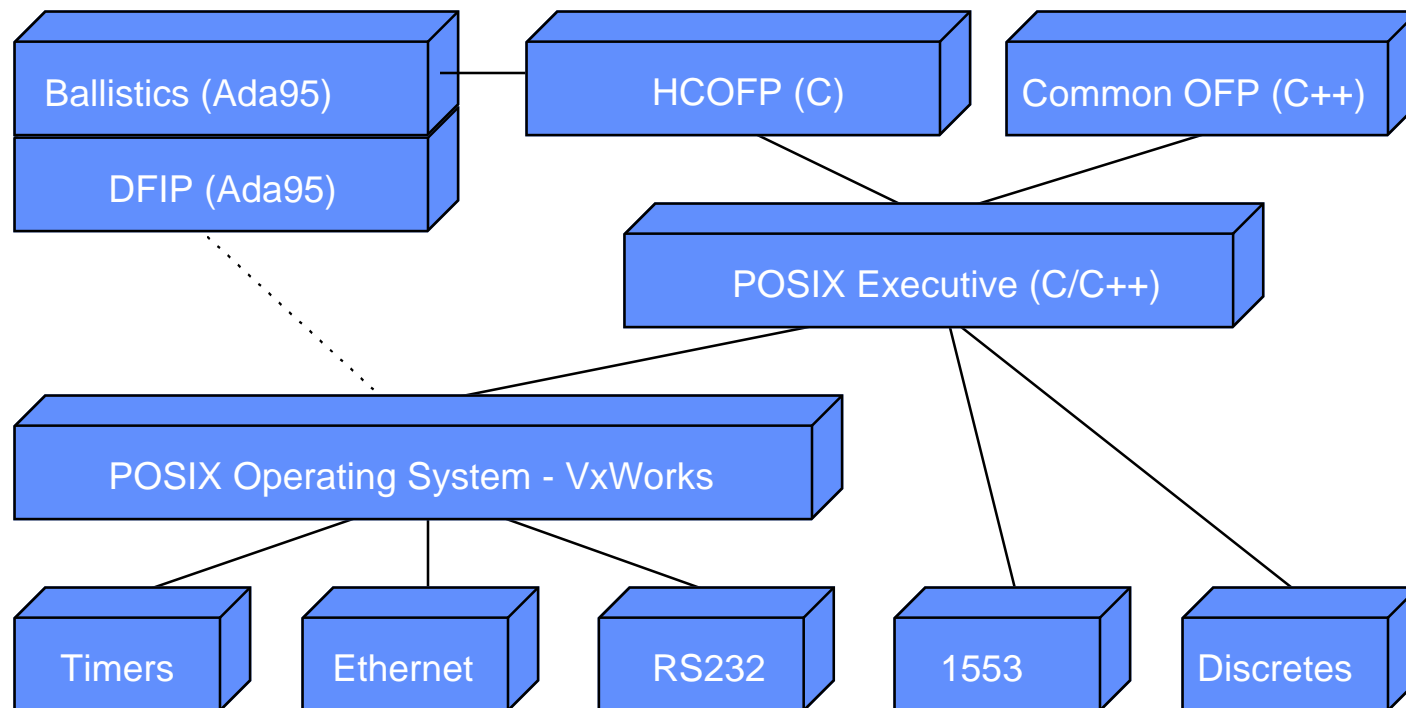 Ballistics (Ada95)
HCOFP (C)
Common OFP (C++)
DFIP (Ada95)
POSIX Executive (C/C++)
POSIX Operating System - VxWorks
Timers
Ethernet
RS232
1553
Discretes